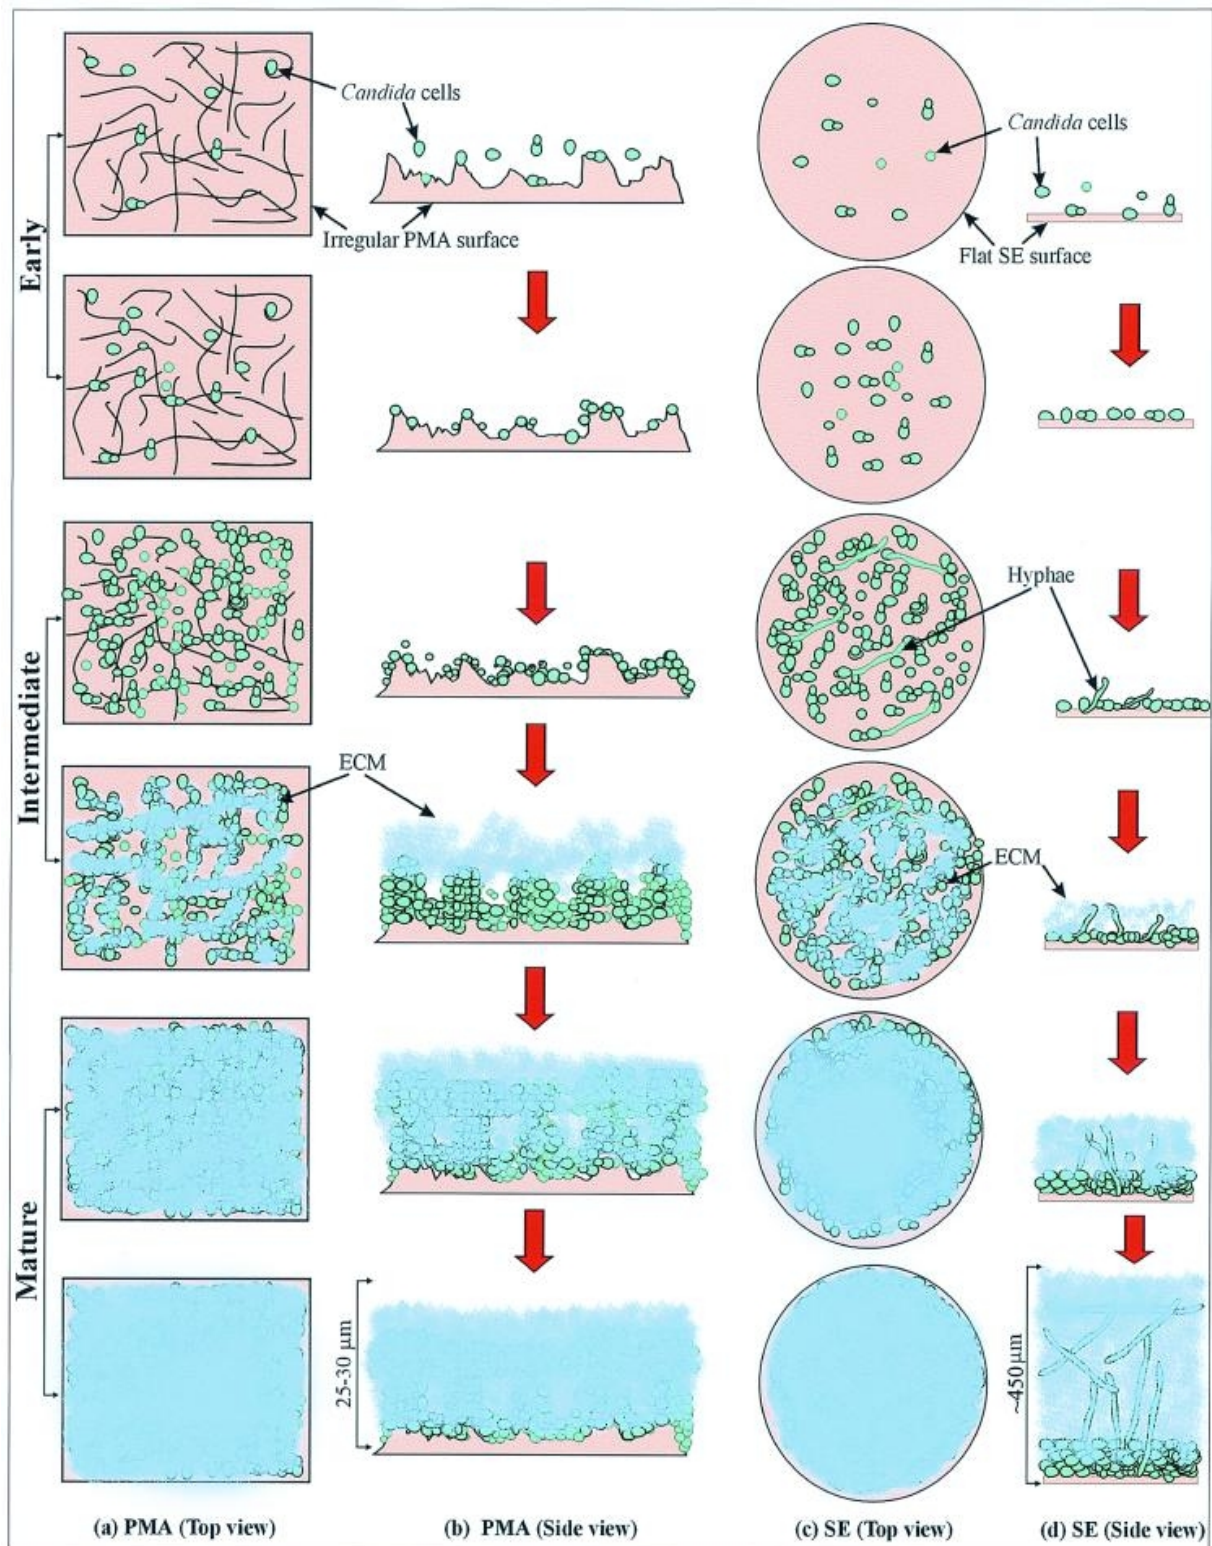 Candida cells
Candida cells
Irregular PMA surface
Flat SE surface
Early
Hyphae
Intermediate
ECM
ECM
Mature
25-30 μm
~450 μm
(a) PMA (Top view)
(b) PMA (Side view)
(c) SE (Top view)
(d) SE (Side view)